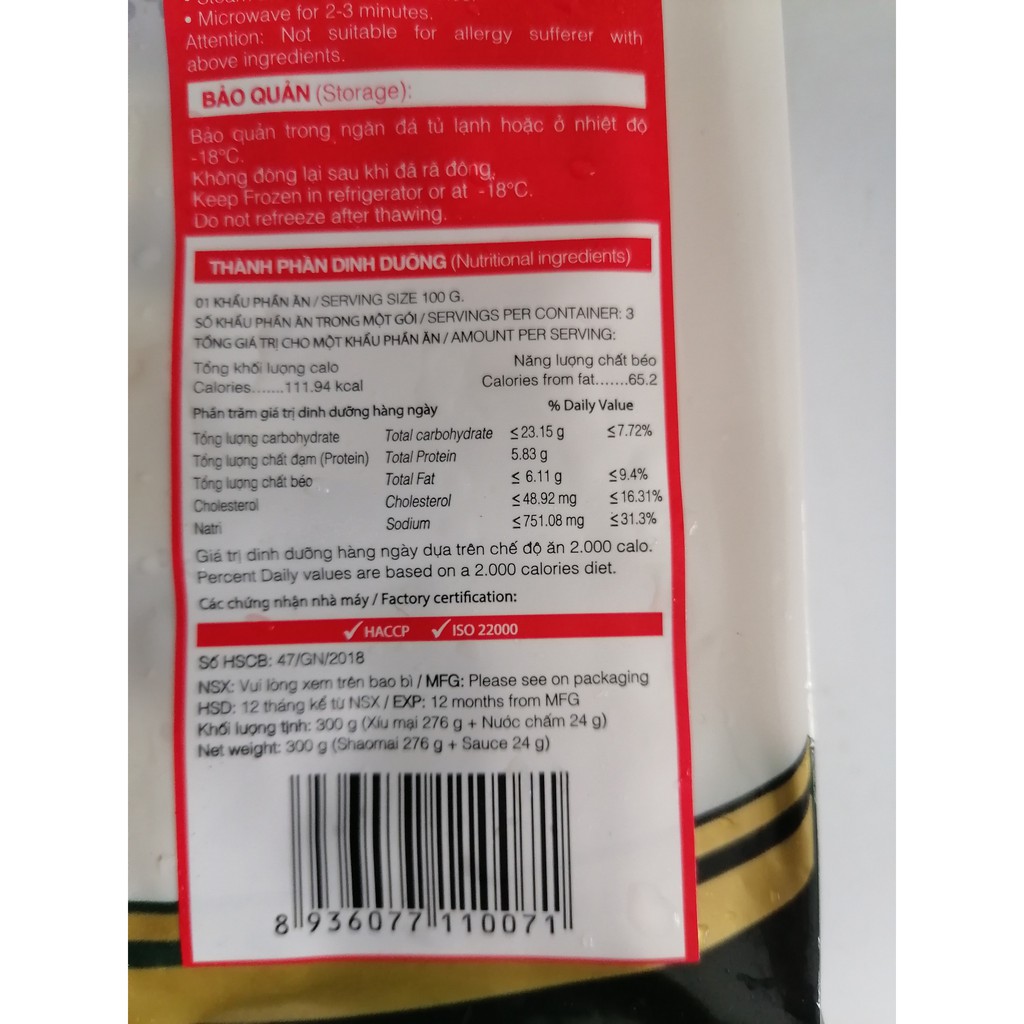 • Microwave for 2-3 minutes.
Attention: Not suitable for allergy sufferer with
above ingredients.
BẢO QUẢN (Storage):
Bảo quản trong ngăn đá tủ lạnh hoặc ở nhiệt độ
-18°C.
Không đông lại sau khi đã rã đông.
Keep Frozen in refrigerator or at -18°C.
Do not refreeze after thawing.
THÀNH PHẦN DINH DƯỠNG (Nutritional ingredients)
01 KHẨU PHẦN ĂN / SERVING SIZE 100 G.
SỐ KHẨU PHẦN ĂN TRONG MỘT GÓI / SERVINGS PER CONTAINER: 3
TỔNG GIÁ TRỊ CHO MỘT KHẨU PHẦN ĂN / AMOUNT PER SERVING:
Tổng khối lượng calo Năng lượng chất béo
Calories.......111.94 kcal Calories from fat.......65.2
Phần trăm giá trị dinh dưỡng hàng ngày % Daily Value
Tổng lượng carbohydrate Total carbohydrate ≤23.15 g ≤7.72%
Tổng lượng chất đạm (Protein) Total Protein 5.83 g
Tổng lượng chất béo Total Fat ≤ 6.11 g ≤9.4%
Cholesterol Cholesterol ≤48.92 mg ≤16.31%
Natri Sodium ≤751.08 mg ≤31.3%
Giá trị dinh dưỡng hàng ngày dựa trên chế độ ăn 2.000 calo.
Percent Daily values are based on a 2.000 calories diet.
Các chứng nhận nhà máy / Factory certification:
✓HACCP ✓ISO 22000
Số HSCB: 47/GN/2018
NSX: Vui lòng xem trên bao bì / MFG: Please see on packaging
HSD: 12 tháng kể từ NSX / EXP: 12 months from MFG
Khối lượng tịnh: 300 g (Xíu mại 276 g + Nước chấm 24 g)
Net weight: 300 g (Shaomai 276 g + Sauce 24 g)
8 936077 110071